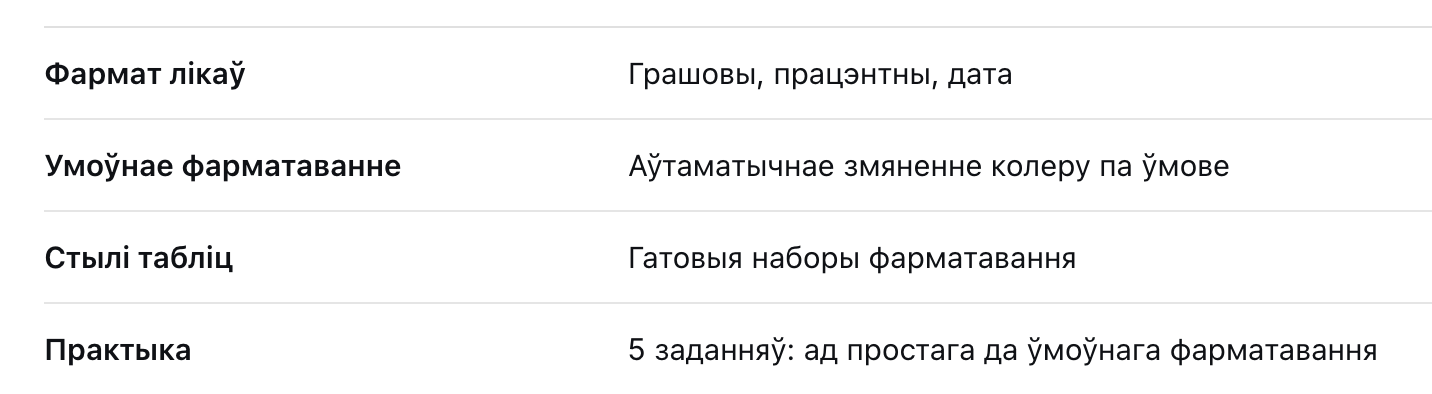 Фармат лікаў	Грашовы, працэнтны, дата
Умоўнае фарматаванне	Аўтаматычнае змяненне колеру па ўмове
Стылі табліц	Гатовыя наборы фарматавання
Практыка	5 заданняў: ад простага да ўмоўнага фарматавання